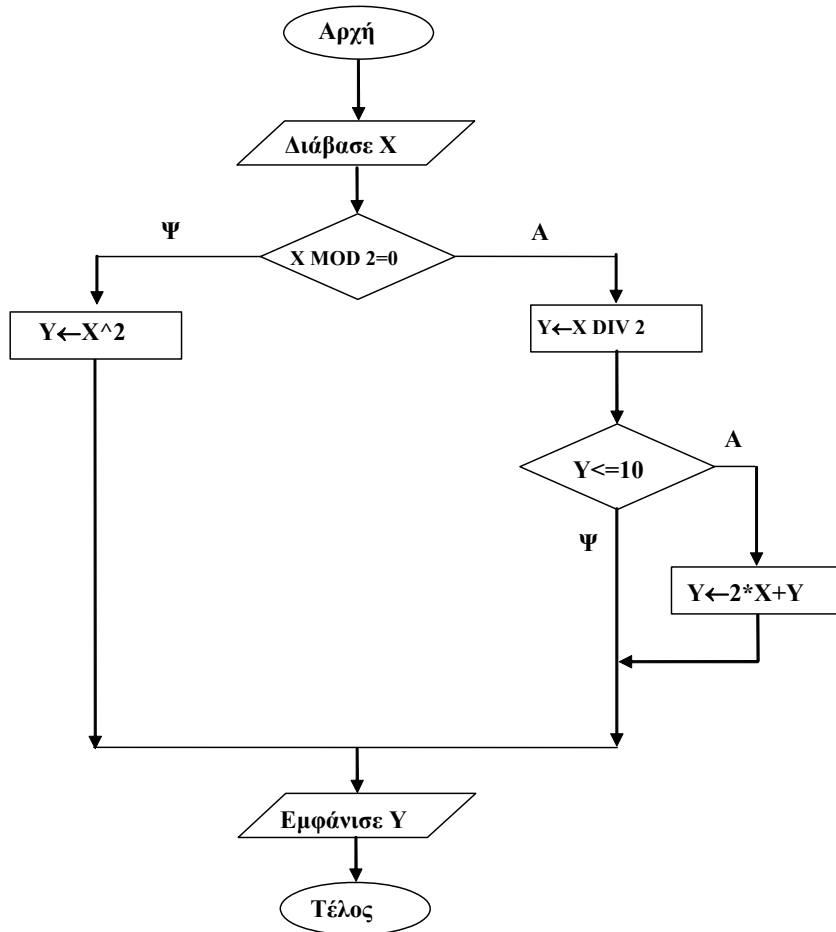 Αρχή
Διάβασε Χ
Ψ
Α
X MOD 2=0
Y←X^2
Y←X DIV 2
Α
Y<=10
Ψ
Y←2*X+Y
Εμφάνισε Υ
Τέλος